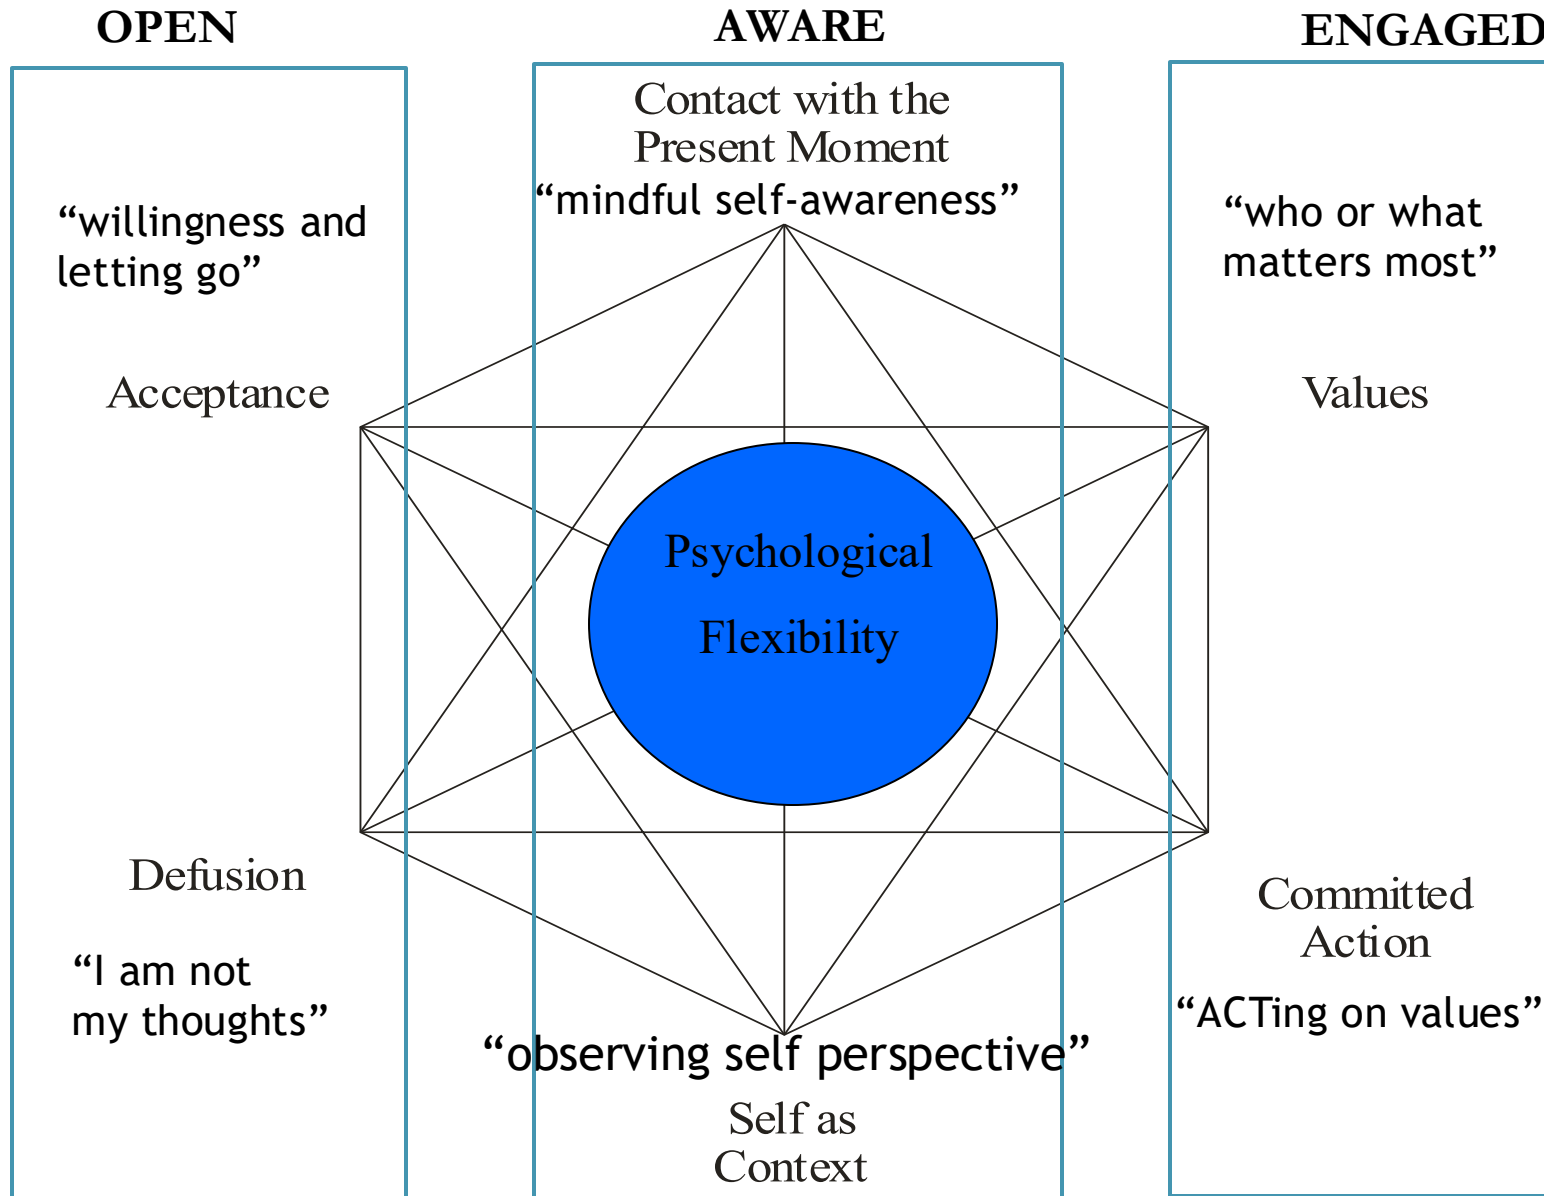 OPEN
AWARE
ENGAGED
Contact with the
Present Moment
“mindful self-awareness”
“willingness and
letting go”
“who or what
matters most”
Acceptance
Values
Psychological
Flexibility
Defusion
Committed
Action
“I am not
my thoughts”
“ACTing on values”
“observing self perspective”
Self as
Context